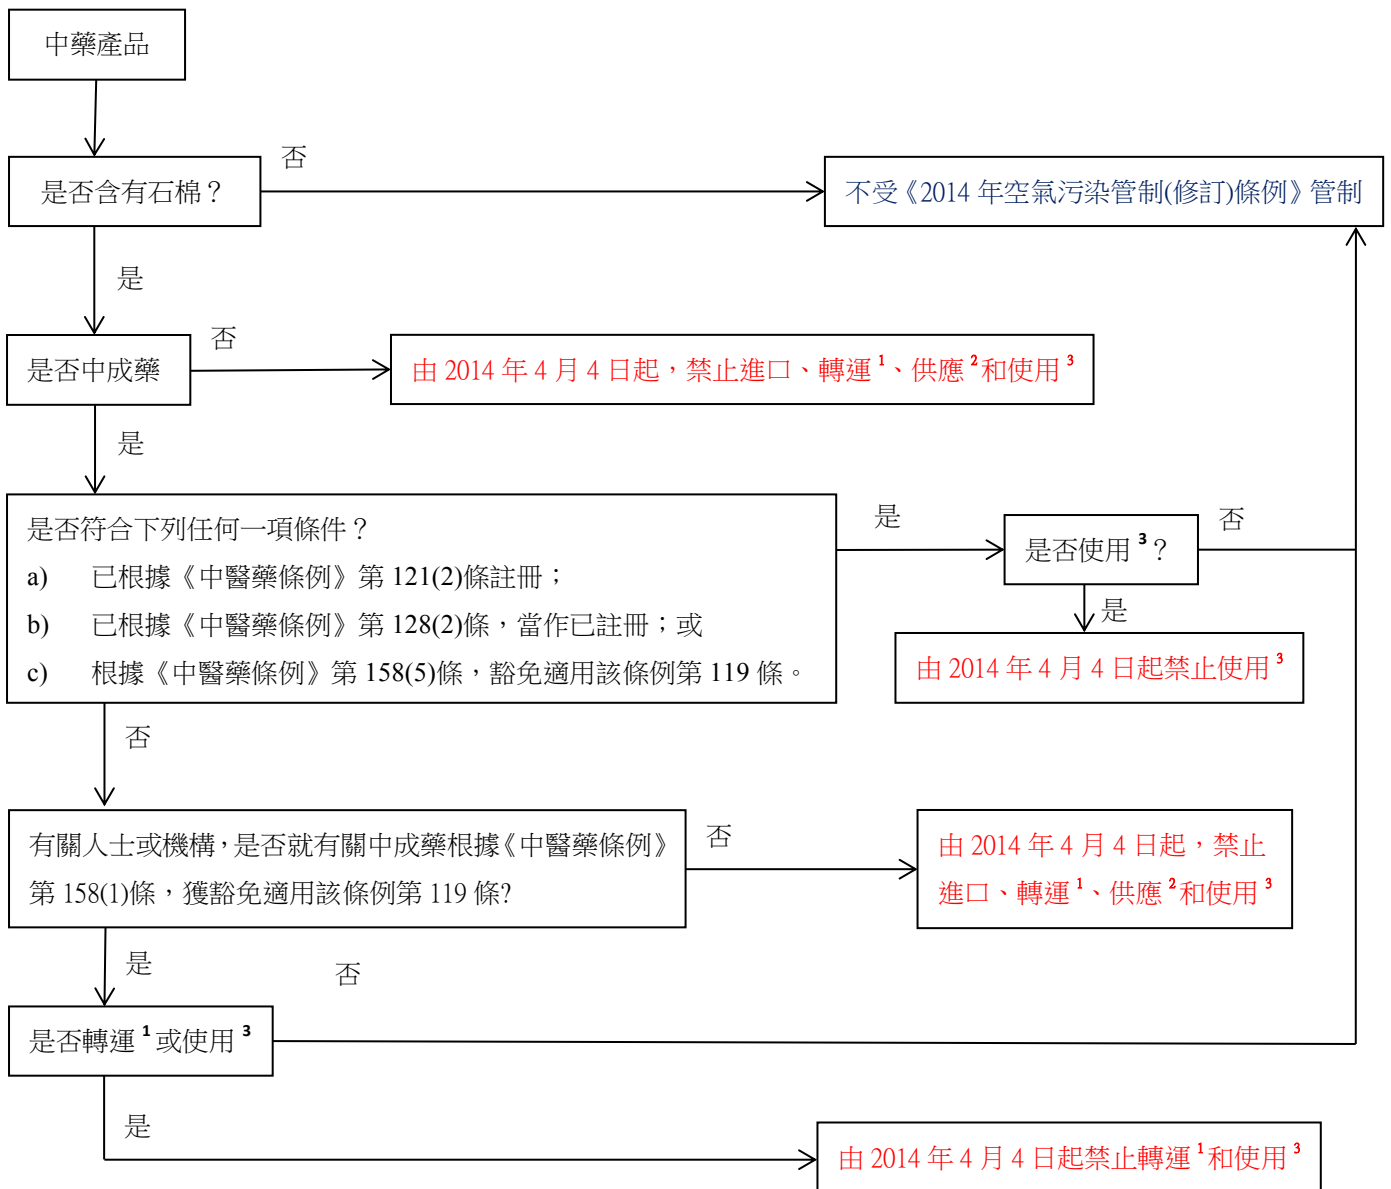 中藥產品
否
是否含有石棉？
不受《2014 年空氣污染管制(修訂)條例》管制
是
否
是否中成藥
由 2014 年 4 月 4 日起，禁止進口、轉運 1、供應 2 和使用 3
是
是否符合下列任何一項條件？
a) 已根據《中醫藥條例》第 121(2)條註冊；
b) 已根據《中醫藥條例》第 128(2)條，當作已註冊；或
c) 根據《中醫藥條例》第 158(5)條，豁免適用該條例第 119 條。
是
是否使用 3？
否
是
由 2014 年 4 月 4 日起禁止使用 3
否
有關人士或機構，是否就有關中成藥根據《中醫藥條例》
第 158(1)條，獲豁免適用該條例第 119 條?
否
由 2014 年 4 月 4 日起，禁止
進口、轉運 1、供應 2 和使用 3
是
否
是否轉運 1 或使用 3
是
由 2014 年 4 月 4 日起禁止轉運 1 和使用 3